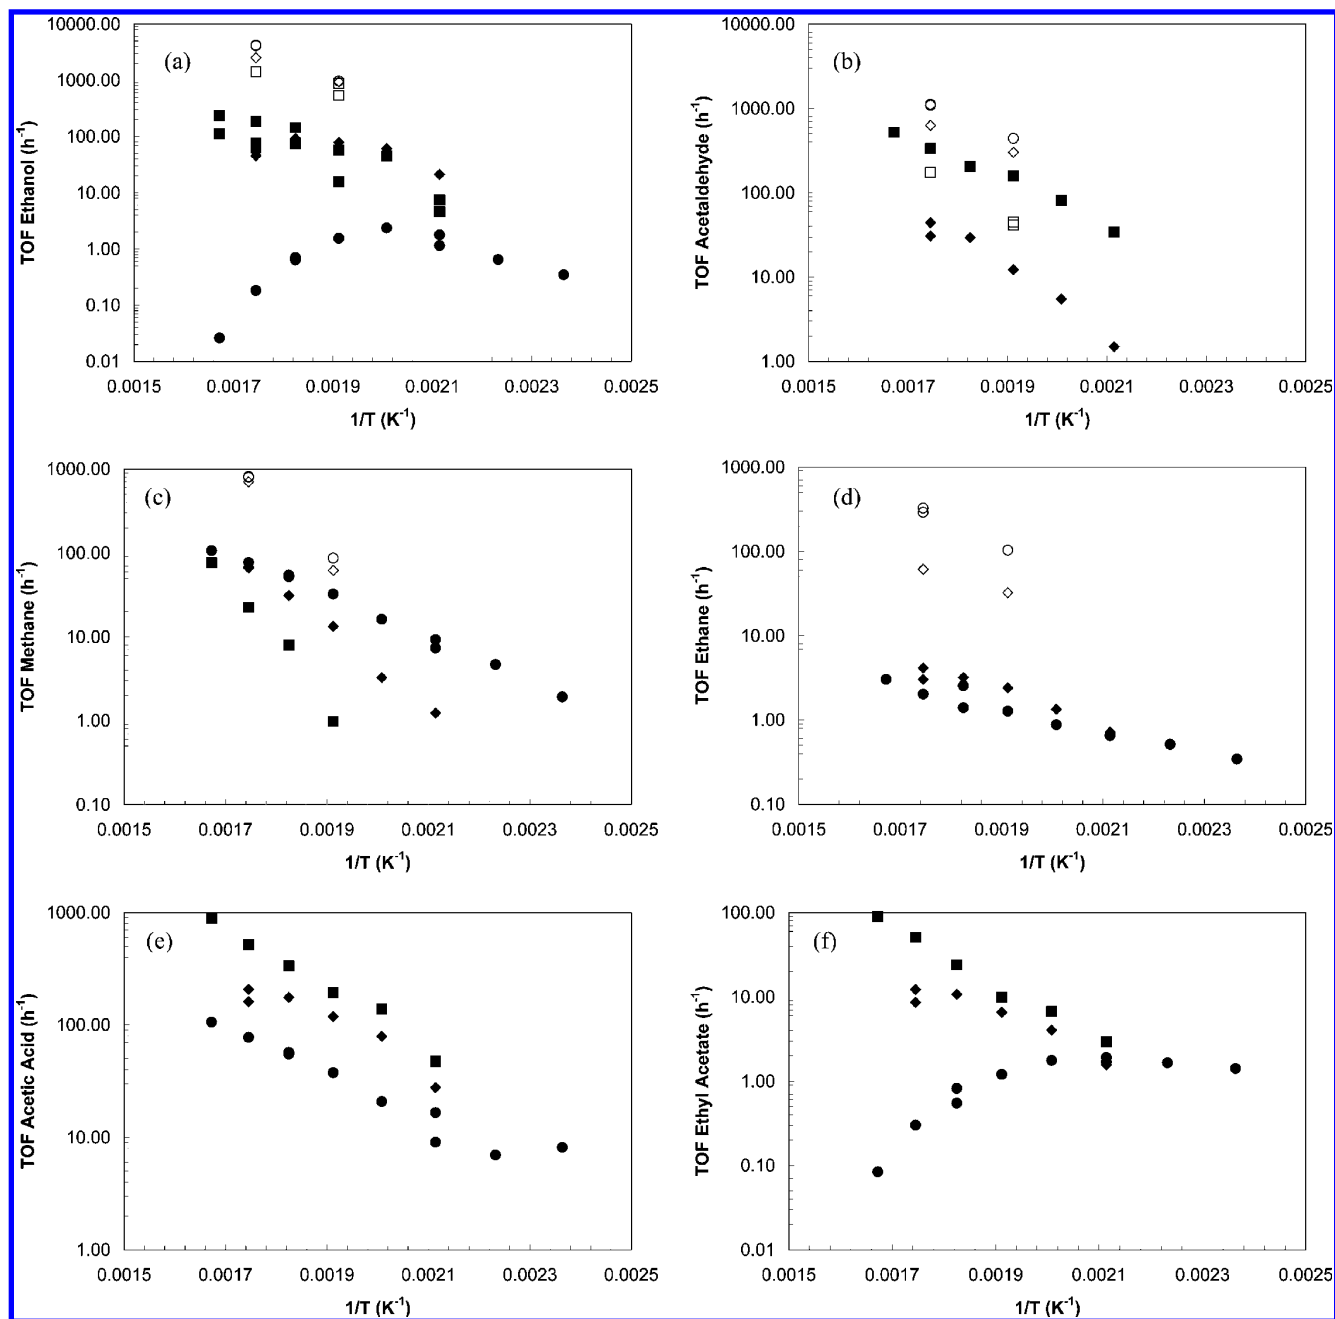 (a)
TOF Ethanol (h-1)
10000.00
1000.00
100.00
10.00
1.00
0.10
0.01
0.0015 0.0017 0.0019 0.0021 0.0023 0.0025
1/T (K-1)
(b)
TOF Acetaldehyde (h-1)
10000.00
1000.00
100.00
10.00
1.00
0.0015 0.0017 0.0019 0.0021 0.0023 0.0025
1/T (K-1)
(c)
TOF Methane (h-1)
1000.00
100.00
10.00
1.00
0.10
0.0015 0.0017 0.0019 0.0021 0.0023 0.0025
1/T (K-1)
(d)
TOF Ethane (h-1)
1000.00
100.00
10.00
1.00
0.10
0.0015 0.0017 0.0019 0.0021 0.0023 0.0025
1/T (K-1)
(e)
TOF Acetic Acid (h-1)
1000.00
100.00
10.00
1.00
0.0015 0.0017 0.0019 0.0021 0.0023 0.0025
1/T (K-1)
(f)
TOF Ethyl Acetate (h-1)
100.00
10.00
1.00
0.10
0.01
0.0015 0.0017 0.0019 0.0021 0.0023 0.0025
1/T (K-1)